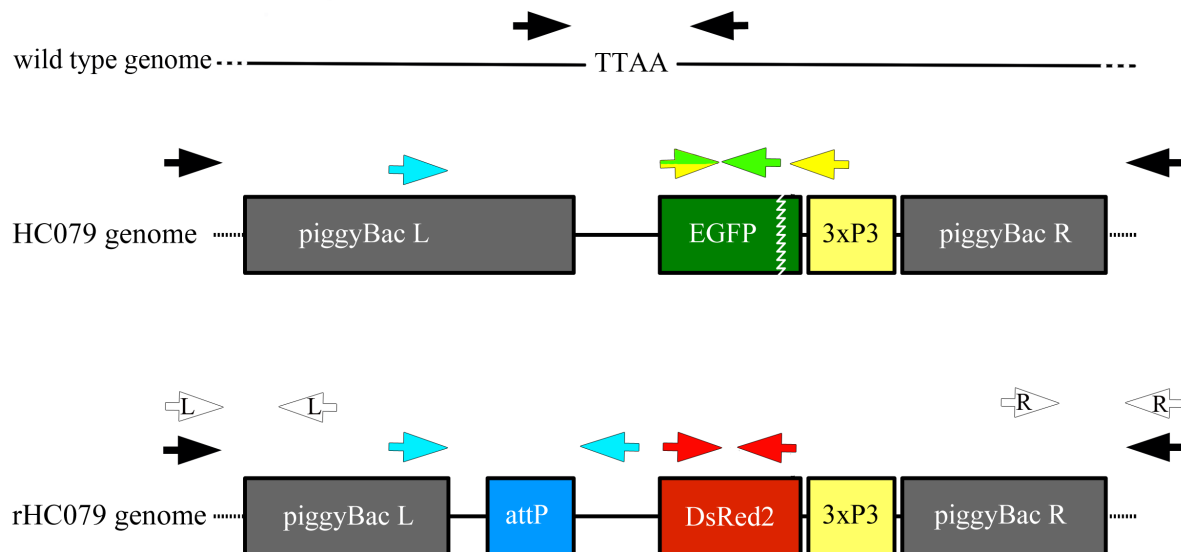 wild type genome TTAA
HC079 genome piggyBac L EGFP 3xP3 piggyBac R
L L R R
rHC079 genome piggyBac L attP DsRed2 3xP3 piggyBac R